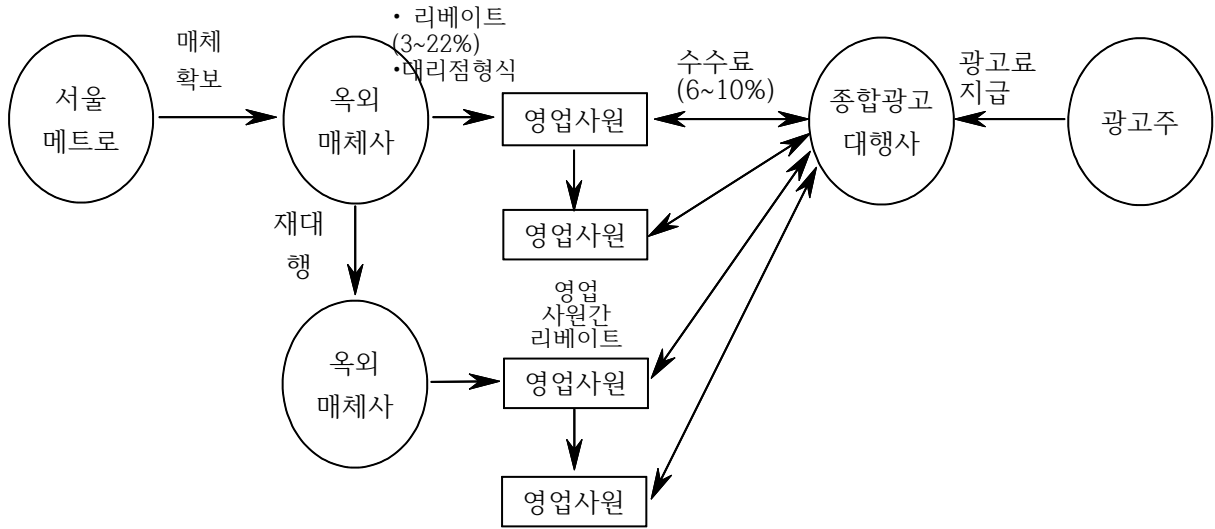 • 리베이트
(3~22%)
•대리점형식
매체
확보
수수료
(6~10%)
광고료
지급
서울
메트로
옥외
매체사
영업사원
종합광고
대행사
광고주
영업사원
재대
행
영업
사원간
리베이트
옥외
매체사
영업사원
영업사원